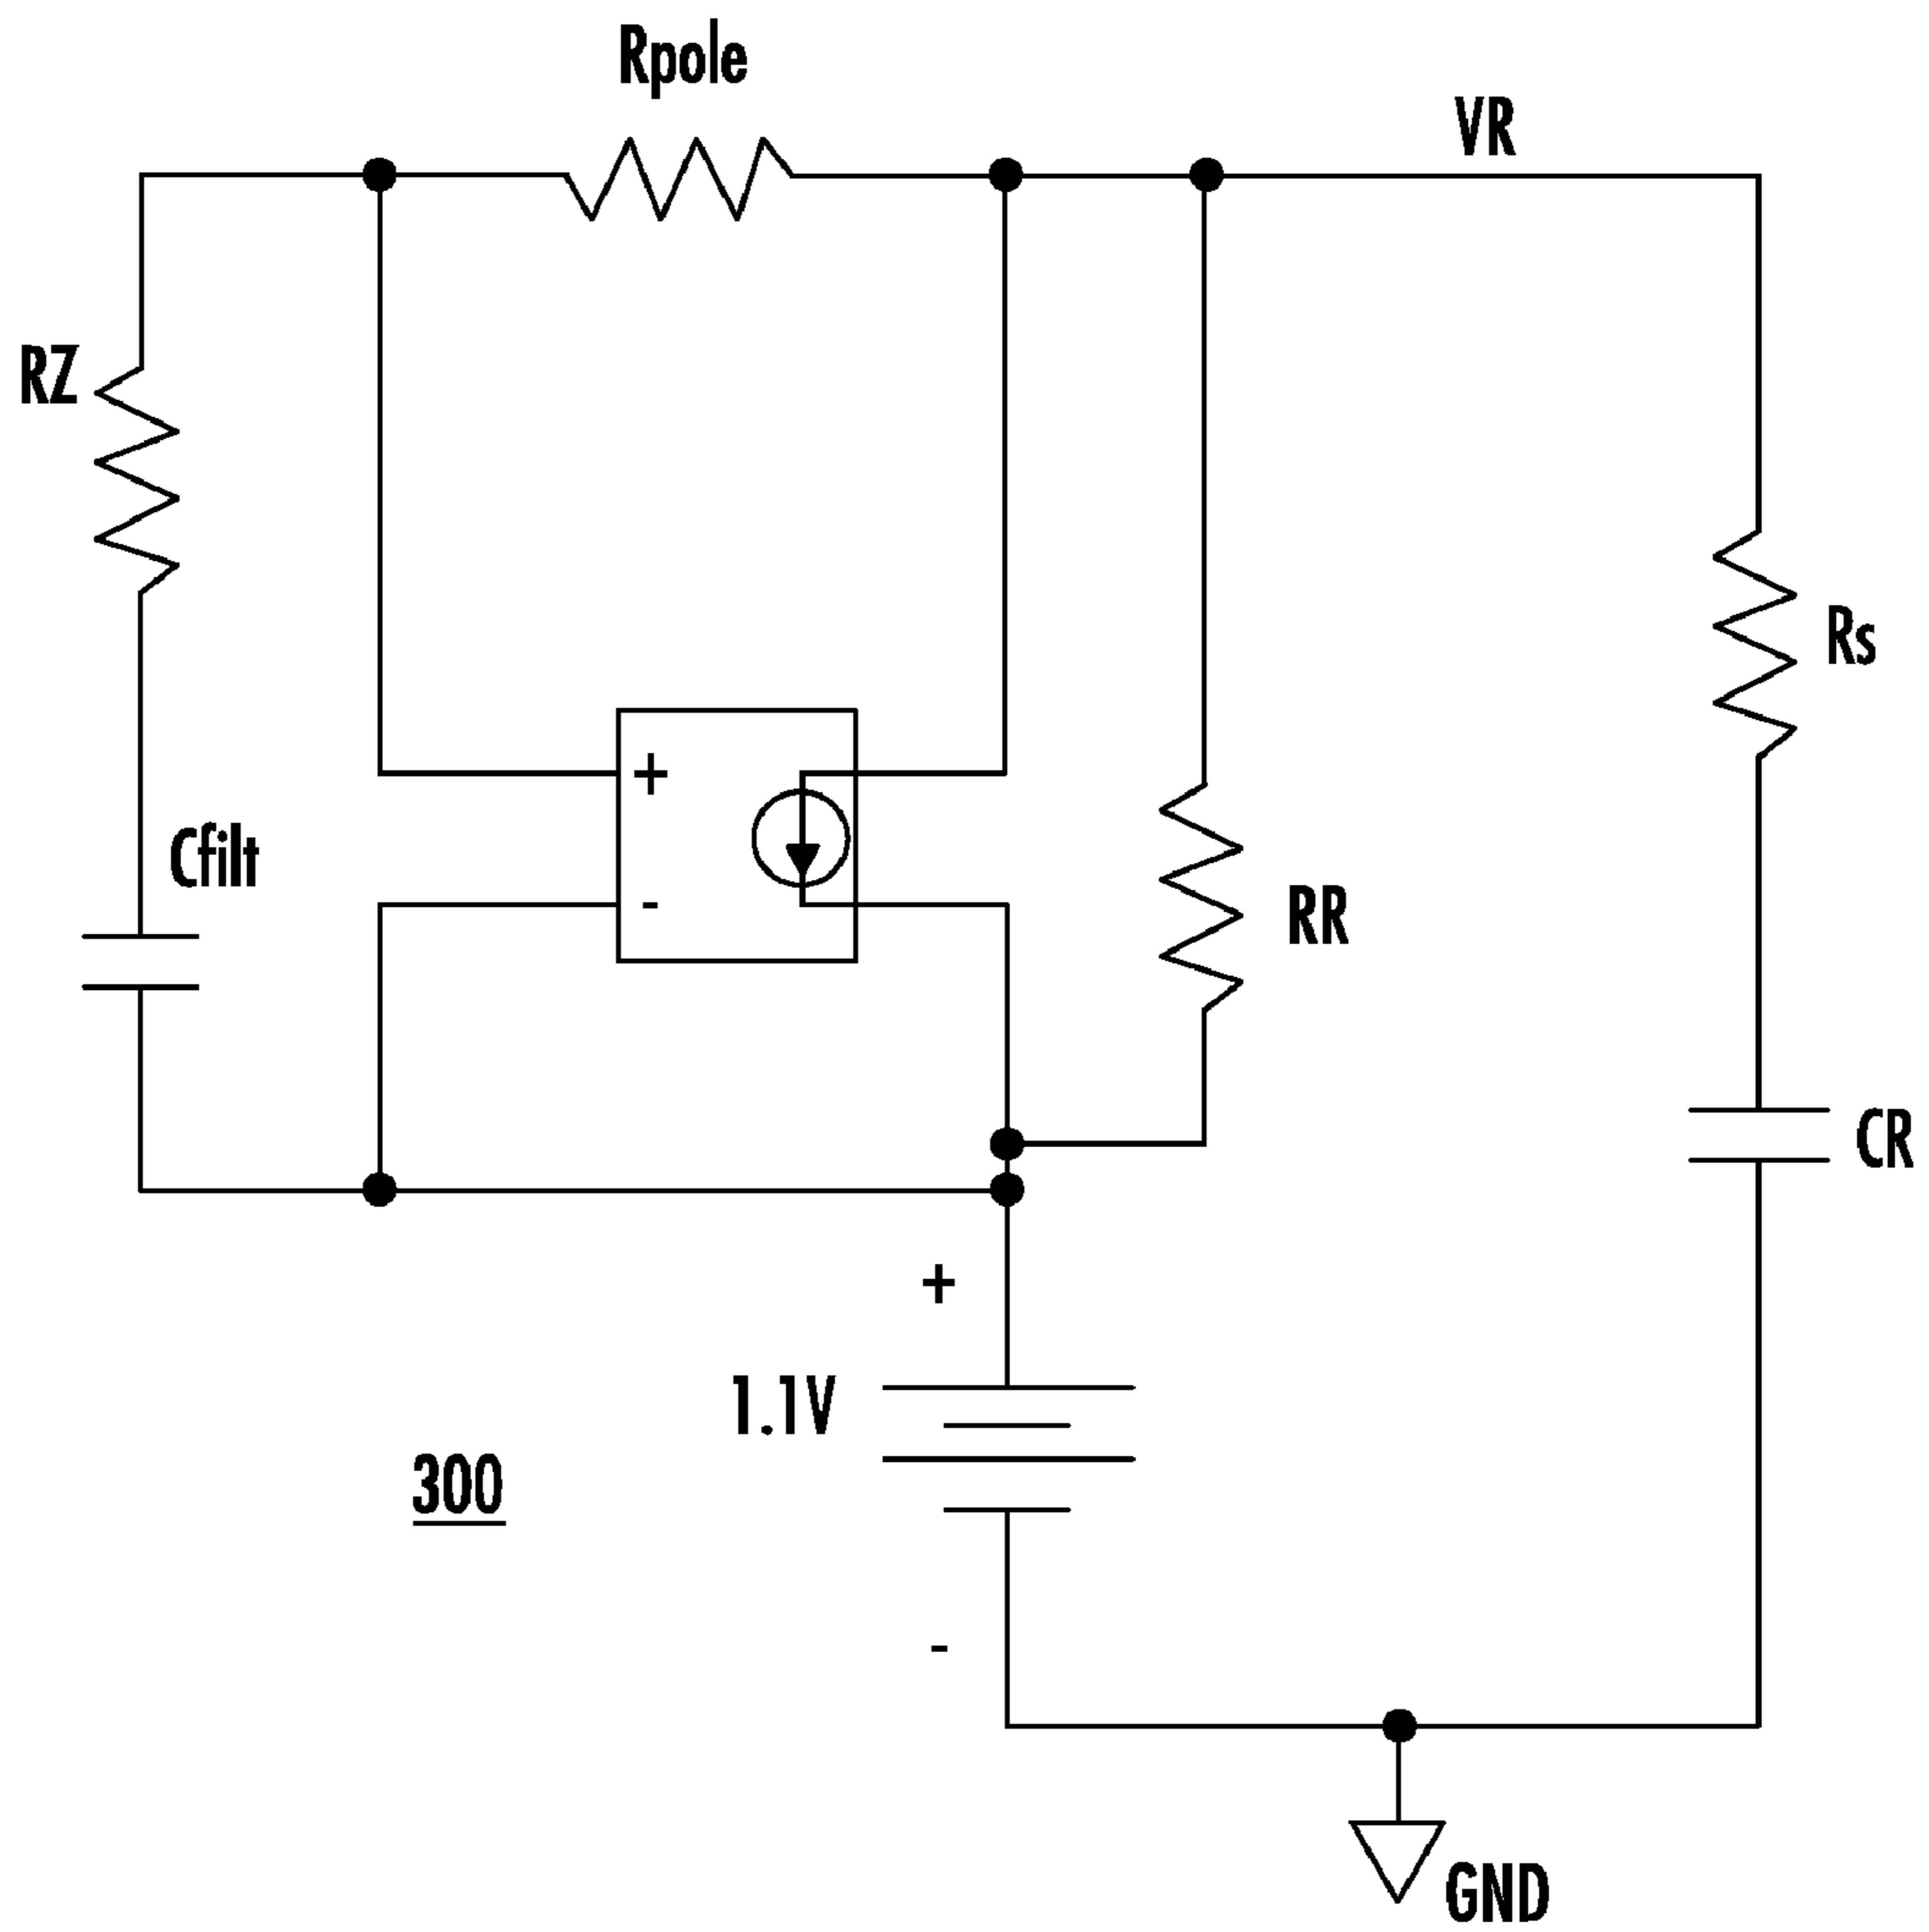 Rpole
VR
RZ
Rs
+
Cfilt
-
RR
CR
+
1.1V
300
-
GND